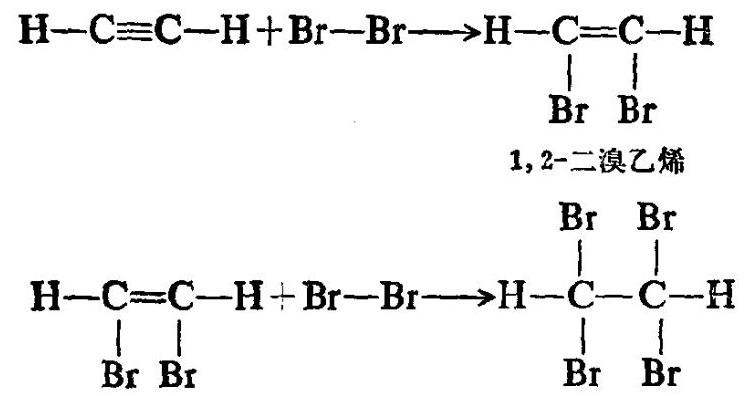 H—C≡C—H+Br—Br⟶H—C=C—H
Br Br
1,2-二溴乙烯
Br Br
H—C=C—H+Br—Br⟶H—C—C—H
Br Br Br Br